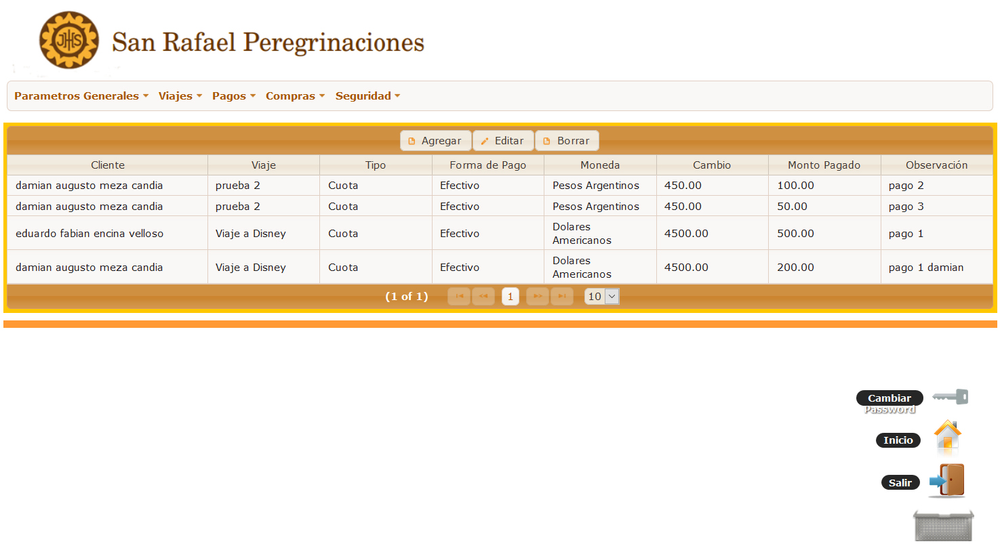 JHS
San Rafael Peregrinaciones
Parametros Generales Viajes Pagos Compras Seguridad
Agregar Editar Borrar
Cliente Viaje Tipo Forma de Pago Moneda Cambio Monto Pagado Observación
damian augusto meza candia prueba 2 Cuota Efectivo Pesos Argentinos 450.00 100.00 pago 2
damian augusto meza candia prueba 2 Cuota Efectivo Pesos Argentinos 450.00 50.00 pago 3
eduardo fabian encina velloso Viaje a Disney Cuota Efectivo Dolares Americanos 4500.00 500.00 pago 1
damian augusto meza candia Viaje a Disney Cuota Efectivo Dolares Americanos 4500.00 200.00 pago 1 damian
(1 of 1) 1 10
Cambiar
Password
Inicio
Salir